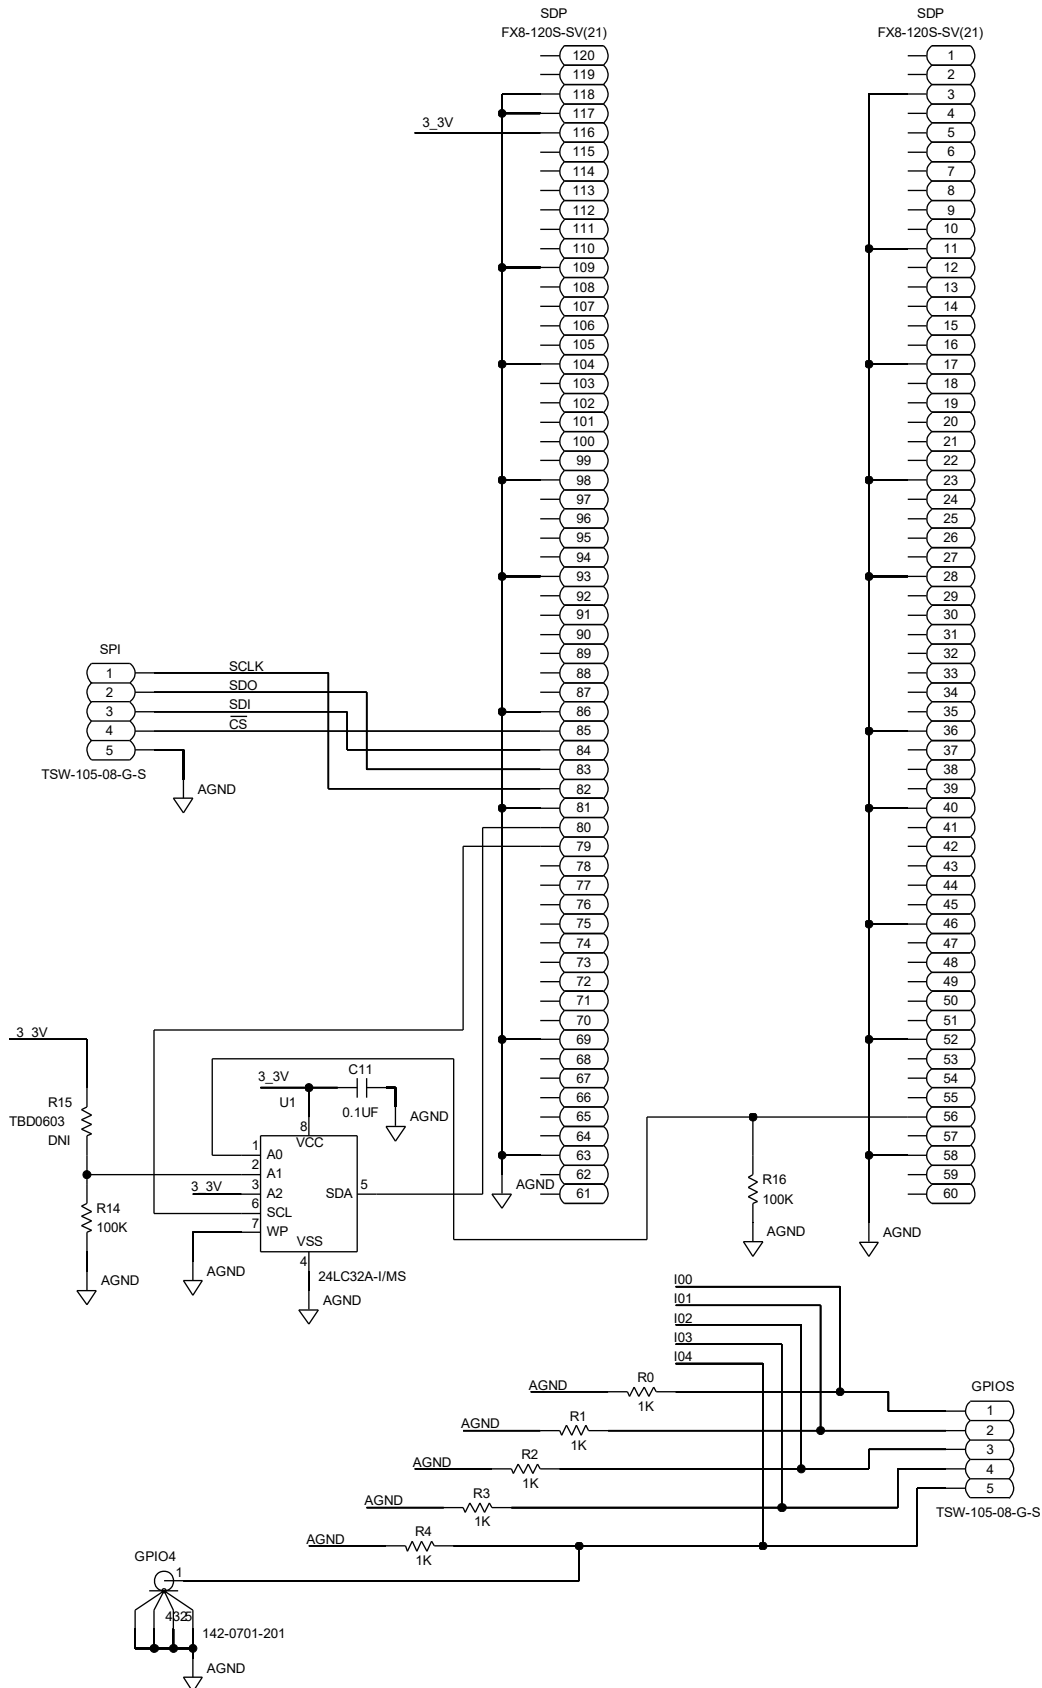 SDP
FX8-120S-SV(21)
120
119
118
117
3_3V
116
115
114
113
112
111
110
109
108
107
106
105
104
103
102
101
100
99
98
97
96
95
94
93
92
91
90
89
88
87
86
85
84
83
82
81
80
79
78
77
76
75
74
73
72
71
70
69
68
67
66
65
64
63
62
61
AGND
SDP
FX8-120S-SV(21)
1
2
3
4
5
6
7
8
9
10
11
12
13
14
15
16
17
18
19
20
21
22
23
24
25
26
27
28
29
30
31
32
33
34
35
36
37
38
39
40
41
42
43
44
45
46
47
48
49
50
51
52
53
54
55
56
57
58
59
60
AGND
R16
100K
AGND
SPI
1 SCLK
2 SDO
3 SDI
4 CS
5
AGND
TSW-105-08-G-S
3_3V
R15
TBD0603
DNI
R14
100K
AGND
3_3V
C11
0.1UF
AGND
U1
8
VCC
1 A0
2 A1
3_3V 3 A2
SDA 5
6 SCL
7 WP
VSS
4
24LC32A-I/MS
AGND
AGND
I00
I01
I02
I03
I04
AGND R0
1K
AGND R1
1K
AGND R2
1K
AGND R3
1K
AGND R4
1K
GPIOS
1
2
3
4
5
TSW-105-08-G-S
GPIO4
1
4325
142-0701-201
AGND